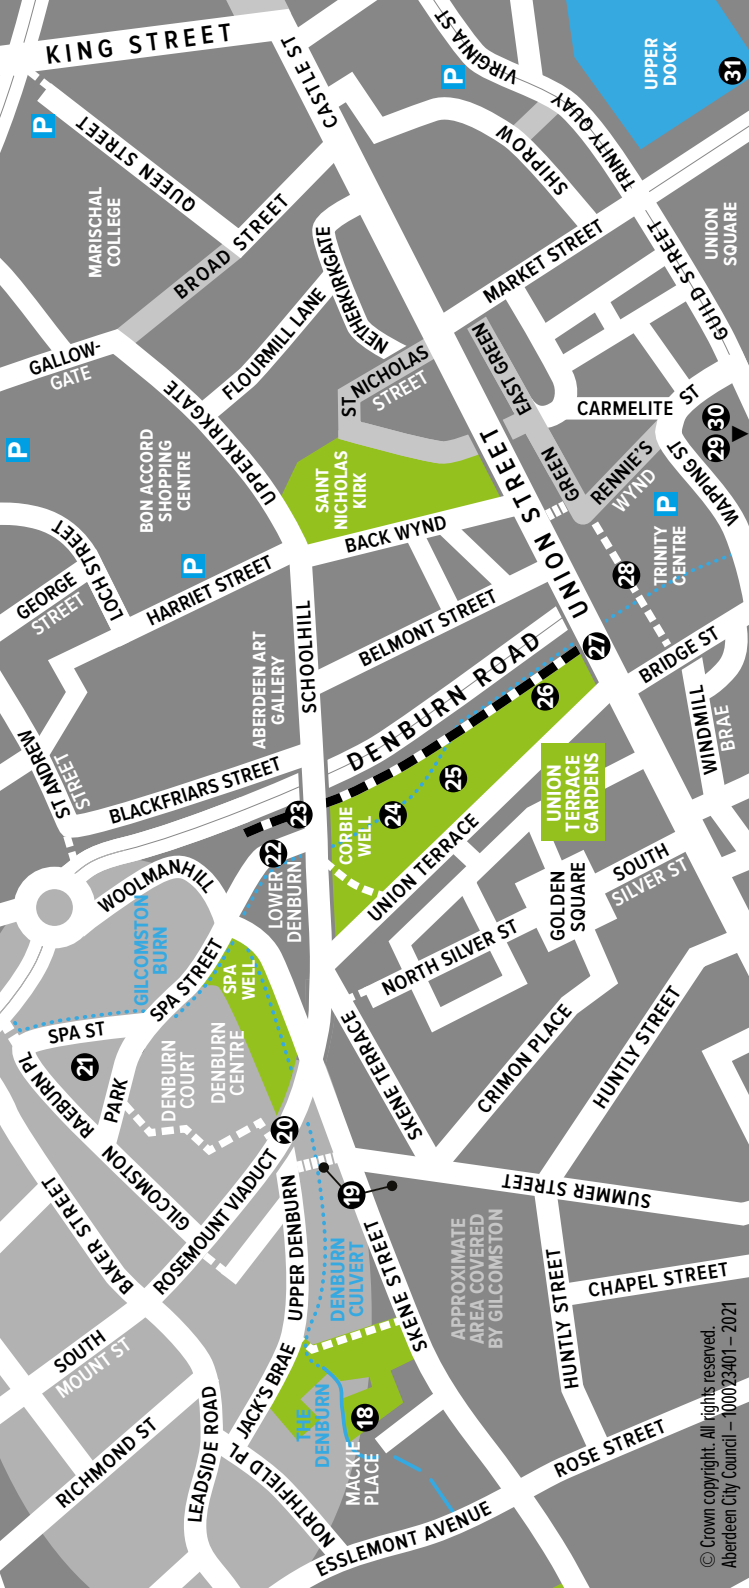 KING STREET
CASTLE ST
VIRGINIA ST
P
UPPER
DOCK
31
P
QUEEN STREET
MARISCHAL
COLLEGE
BROAD STREET
SHIPROW
TRINITY QUAY
UNION
SQUARE
MARKET STREET
GUILD STREET
NETHERKIRKGATE
FLOURMILL LANE
GALLOW-
GATE
UPPERKIRKGATE
ST NICHOLAS
STREET
EAST GREEN
GREEN
CARMELITE ST
RENNIE'S
WYND
WAPPING ST
29 30
P
BON ACCORD
SHOPPING
CENTRE
SAINT
NICHOLAS
KIRK
BACK WYND
UNION STREET
P
TRINITY
CENTRE
28
P
LOCH STREET
GEORGE
STREET
HARRIET STREET
SCHOOLHILL
BELMONT STREET
DENBURN ROAD
27
26
BRIDGE ST
WINDMILL
BRAE
ABERDEEN ART
GALLERY
ST ANDREW
STREET
BLACKFRIARS STREET
23
24
25
CORBIE
WELL
UNION
TERRACE
GARDENS
UNION TERRACE
22
LOWER
DENBURN
WOOLMANHILL
GILCOMSTON
BURN
SPA STREET
SPA
WELL
GOLDEN
SQUARE
SOUTH
SILVER ST
NORTH SILVER ST
SPA ST
21
RAEBURN PL
PARK
DENBURN
COURT
DENBURN
CENTRE
SKENE TERRACE
CRIMON PLACE
HUNTLY STREET
20
GILCOMSTON
BAKER STREET
ROSEMOUNT VIADUCT
UPPER DENBURN
19
DENBURN
CULVERT
SKENE STREET
SUMMER STREET
APPROXIMATE
AREA COVERED
BY GILCOMSTON
HUNTLY STREET
CHAPEL STREET
SOUTH
MOUNT ST
JACK'S BRAE
THE
DENBURN
18
MACKIE
PLACE
RICHMOND ST
LEADSIDE ROAD
NORTHFIELD PL
ESSLEMONT AVENUE
ROSE STREET
© Crown copyright. All rights reserved.
Aberdeen City Council – 100023401 – 2021